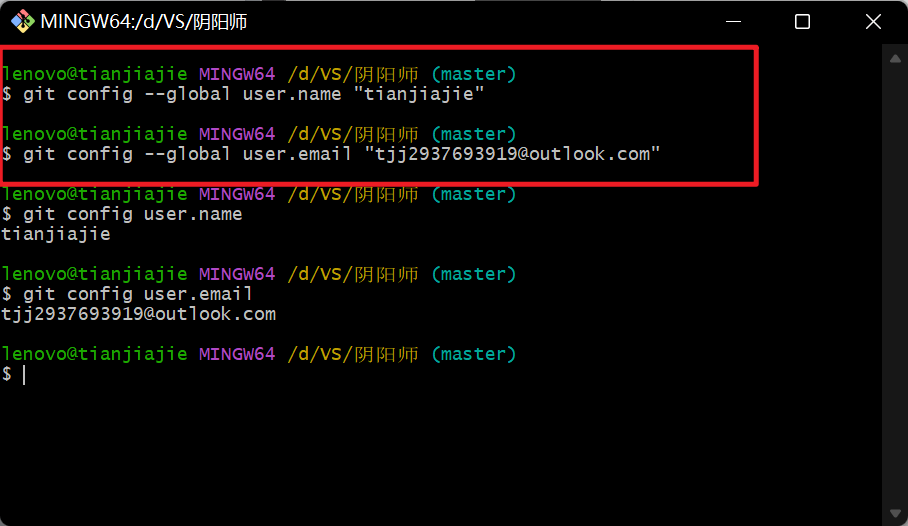 MINGW64:/d/VS/阴阳师
lenovo@tianjiajie MINGW64 /d/VS/阴阳师 (master)
$ git config --global user.name "tianjiajie"
lenovo@tianjiajie MINGW64 /d/VS/阴阳师 (master)
$ git config --global user.email "tjj2937693919@outlook.com"
lenovo@tianjiajie MINGW64 /d/VS/阴阳师 (master)
$ git config user.name
tianjiajie
lenovo@tianjiajie MINGW64 /d/VS/阴阳师 (master)
$ git config user.email
tjj2937693919@outlook.com
lenovo@tianjiajie MINGW64 /d/VS/阴阳师 (master)
$